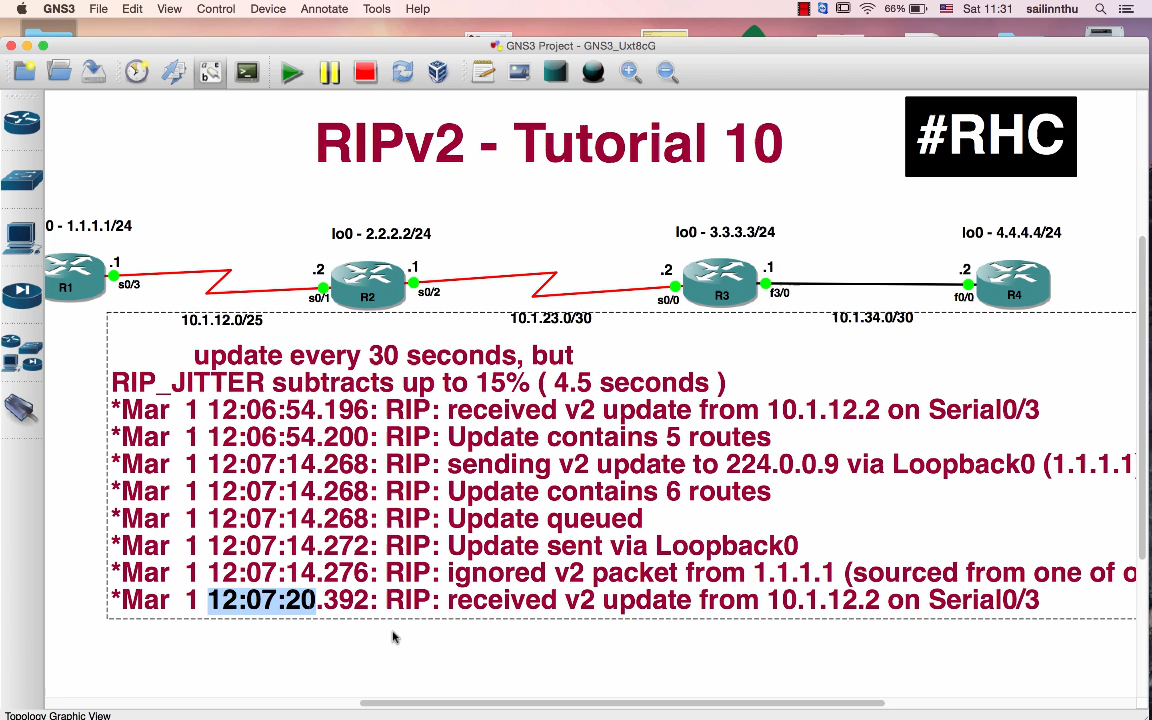 GNS3 File Edit View Control Device Annotate Tools Help 66% Sat 11:31 sailinnthu
GNS3 Project - GNS3_Uxt8cG
RIPv2 - Tutorial 10
#RHC
0 - 1.1.1.1/24
lo0 - 2.2.2.2/24
lo0 - 3.3.3.3/24
lo0 - 4.4.4.4/24
.1
.2
.1
.2
.1
.2
R1
s0/3
s0/1
R2
s0/2
s0/0
R3
f3/0
f0/0
R4
10.1.12.0/25
10.1.23.0/30
10.1.34.0/30
update every 30 seconds, but
RIP_JITTER subtracts up to 15% ( 4.5 seconds )
*Mar 1 12:06:54.196: RIP: received v2 update from 10.1.12.2 on Serial0/3
*Mar 1 12:06:54.200: RIP: Update contains 5 routes
*Mar 1 12:07:14.268: RIP: sending v2 update to 224.0.0.9 via Loopback0 (1.1.1.1
*Mar 1 12:07:14.268: RIP: Update contains 6 routes
*Mar 1 12:07:14.268: RIP: Update queued
*Mar 1 12:07:14.272: RIP: Update sent via Loopback0
*Mar 1 12:07:14.276: RIP: ignored v2 packet from 1.1.1.1 (sourced from one of o
*Mar 1 12:07:20.392: RIP: received v2 update from 10.1.12.2 on Serial0/3
Topology Graphic View